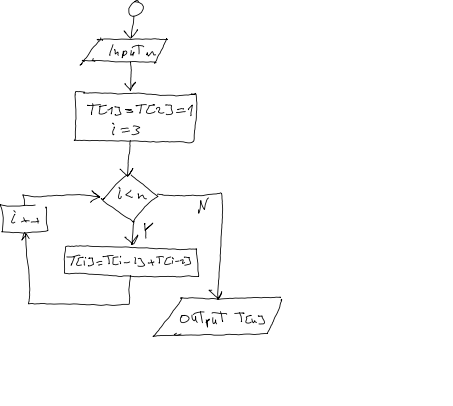 InPuT n
T[1]=T[2]=1
i=3
i<n
N
Y
i++
T[i]=T[i-1]+T[i-2]
OUTPUT T[n]